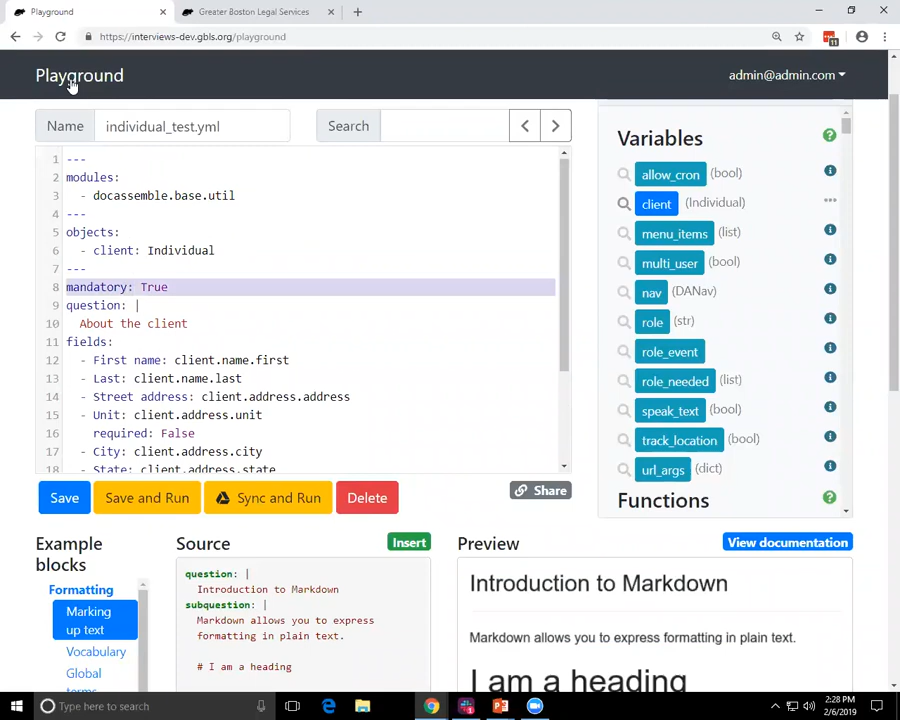 Playground
Greater Boston Legal Services
https://interviews-dev.gbls.org/playground
11
Playground
admin@admin.com
Name
individual_test.yml
Search
1 ---
2 modules:
3 - docassemble.base.util
4 ---
5 objects:
6 - client: Individual
7 ---
8 mandatory: True
9 question: |
10 About the client
11 fields:
12 - First name: client.name.first
13 - Last: client.name.last
14 - Street address: client.address.address
15 - Unit: client.address.unit
16 required: False
17 - City: client.address.city
18 - State: client.address.state
Save
Save and Run
Sync and Run
Delete
Share
Variables
allow_cron (bool)
client (Individual)
menu_items (list)
multi_user (bool)
nav (DANav)
role (str)
role_event
role_needed (list)
speak_text (bool)
track_location (bool)
url_args (dict)
Functions
Example
blocks
Formatting
Marking
up text
Vocabulary
Global
terms
Source
Insert
question: |
Introduction to Markdown
subquestion: |
Markdown allows you to express
formatting in plain text.
# I am a heading
Preview
View documentation
Introduction to Markdown
Markdown allows you to express formatting in plain text.
I am a heading
Type here to search
2:28 PM
2/6/2019